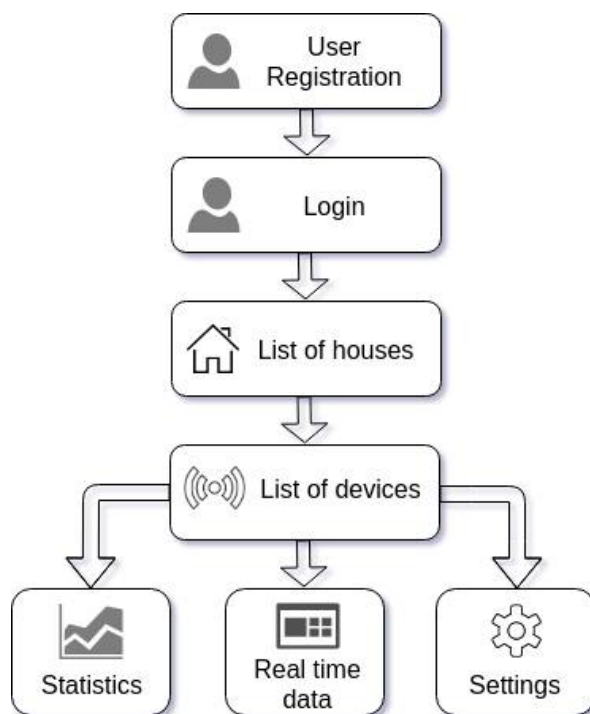 User
Registration
Login
List of houses
List of devices
Statistics
Real time
data
Settings